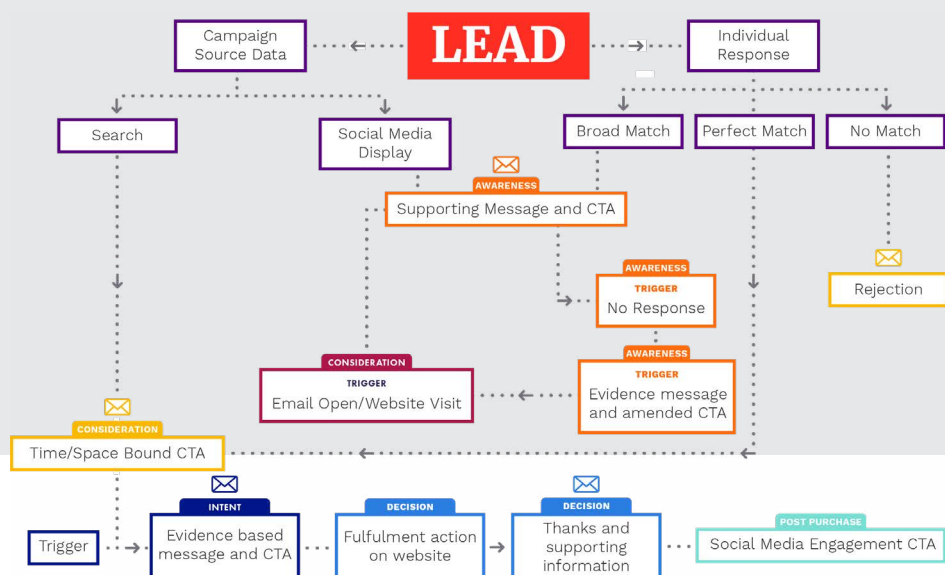 LEAD
Campaign
Source Data
Individual
Response
Search
Social Media
Display
Broad Match
Perfect Match
No Match
AWARENESS
Supporting Message and CTA
AWARENESS
TRIGGER
No Response
Rejection
CONSIDERATION
TRIGGER
Email Open/Website Visit
AWARENESS
TRIGGER
Evidence message
and amended CTA
CONSIDERATION
Time/Space Bound CTA
Trigger
INTENT
Evidence based
message and CTA
DECISION
Fulfulment action
on website
DECISION
Thanks and
supporting
information
POST PURCHASE
Social Media Engagement CTA